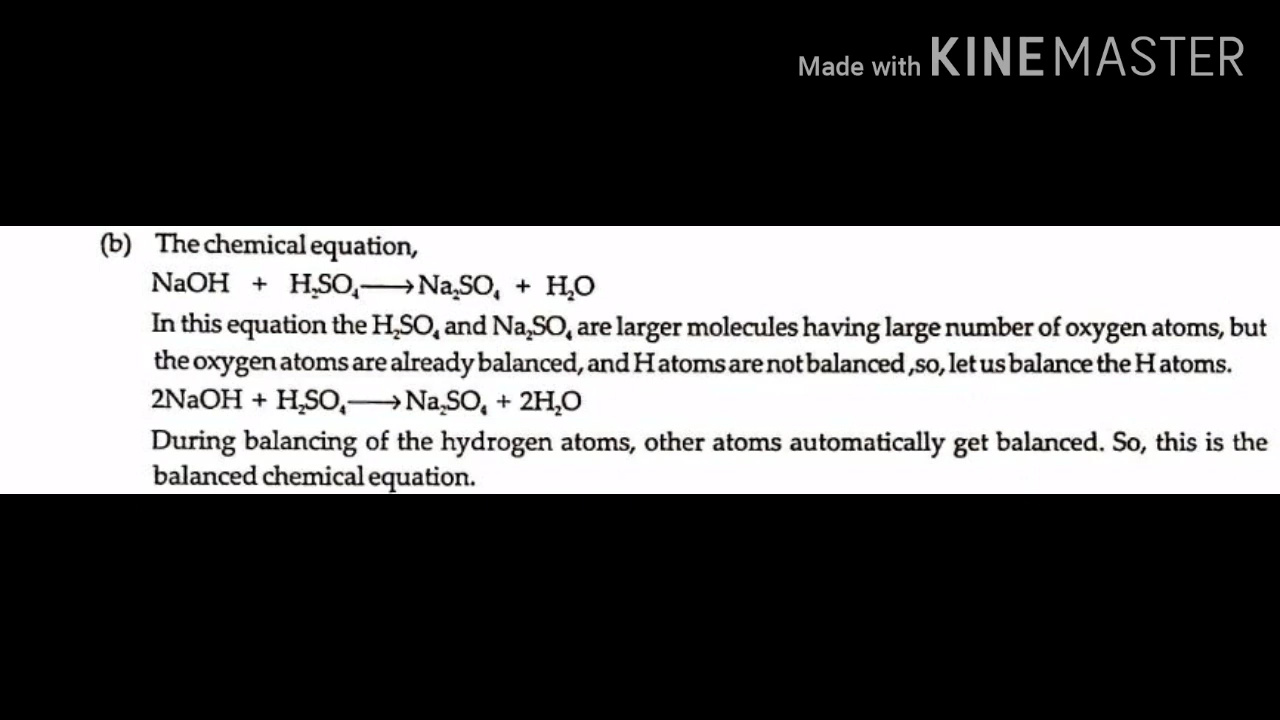 Made with KINEMASTER
(b) The chemical equation,
NaOH + H₂SO₄ ⟶ Na₂SO₄ + H₂O
In this equation the H₂SO₄ and Na₂SO₄ are larger molecules having large number of oxygen atoms, but
the oxygen atoms are already balanced, and H atoms are not balanced ,so, let us balance the H atoms.
2NaOH + H₂SO₄ ⟶ Na₂SO₄ + 2H₂O
During balancing of the hydrogen atoms, other atoms automatically get balanced. So, this is the
balanced chemical equation.